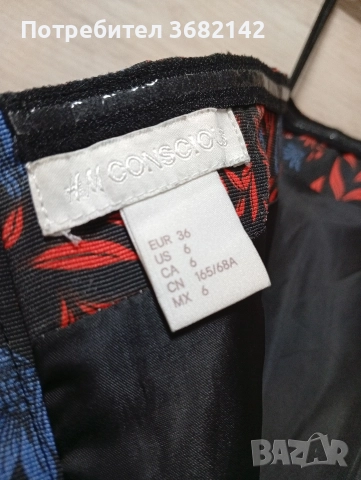 Потребител 3682142
H&M CONSCIOUS
EUR 36
US 6
CA 6
CN 165/68A
MX 6
BAZAR